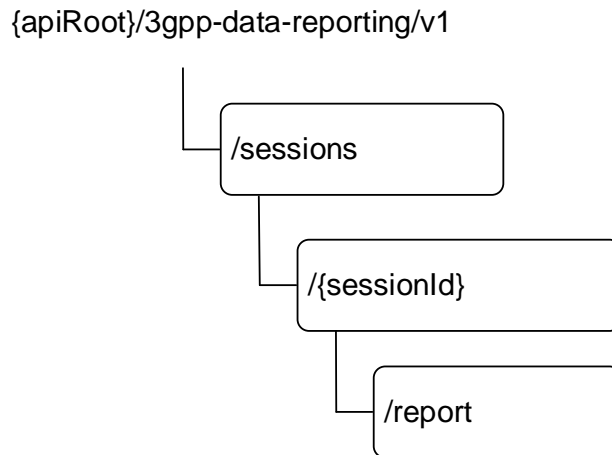 {apiRoot}/3gpp-data-reporting/v1
/sessions
/{sessionId}
/report